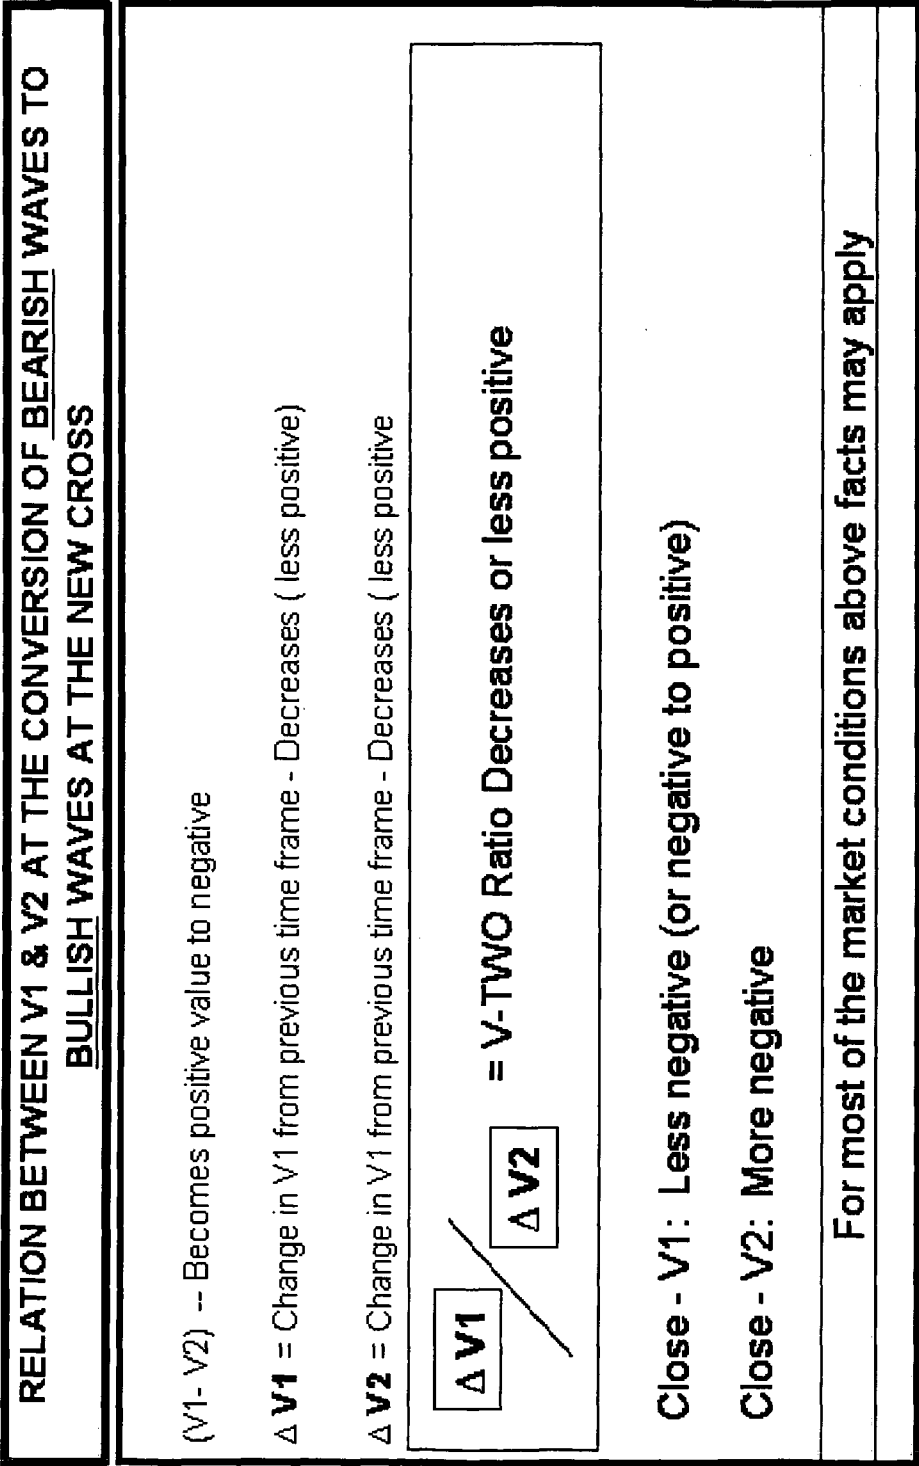 RELATION BETWEEN V1 & V2 AT THE CONVERSION OF BEARISH WAVES TO
BULLISH WAVES AT THE NEW CROSS
(V1- V2) -- Becomes positive value to negative
Δ V1 = Change in V1 from previous time frame - Decreases ( less positive)
Δ V2 = Change in V1 from previous time frame - Decreases ( less positive
Δ V1 / Δ V2 = V-TWO Ratio Decreases or less positive
Close - V1: Less negative (or negative to positive)
Close - V2: More negative
For most of the market conditions above facts may apply